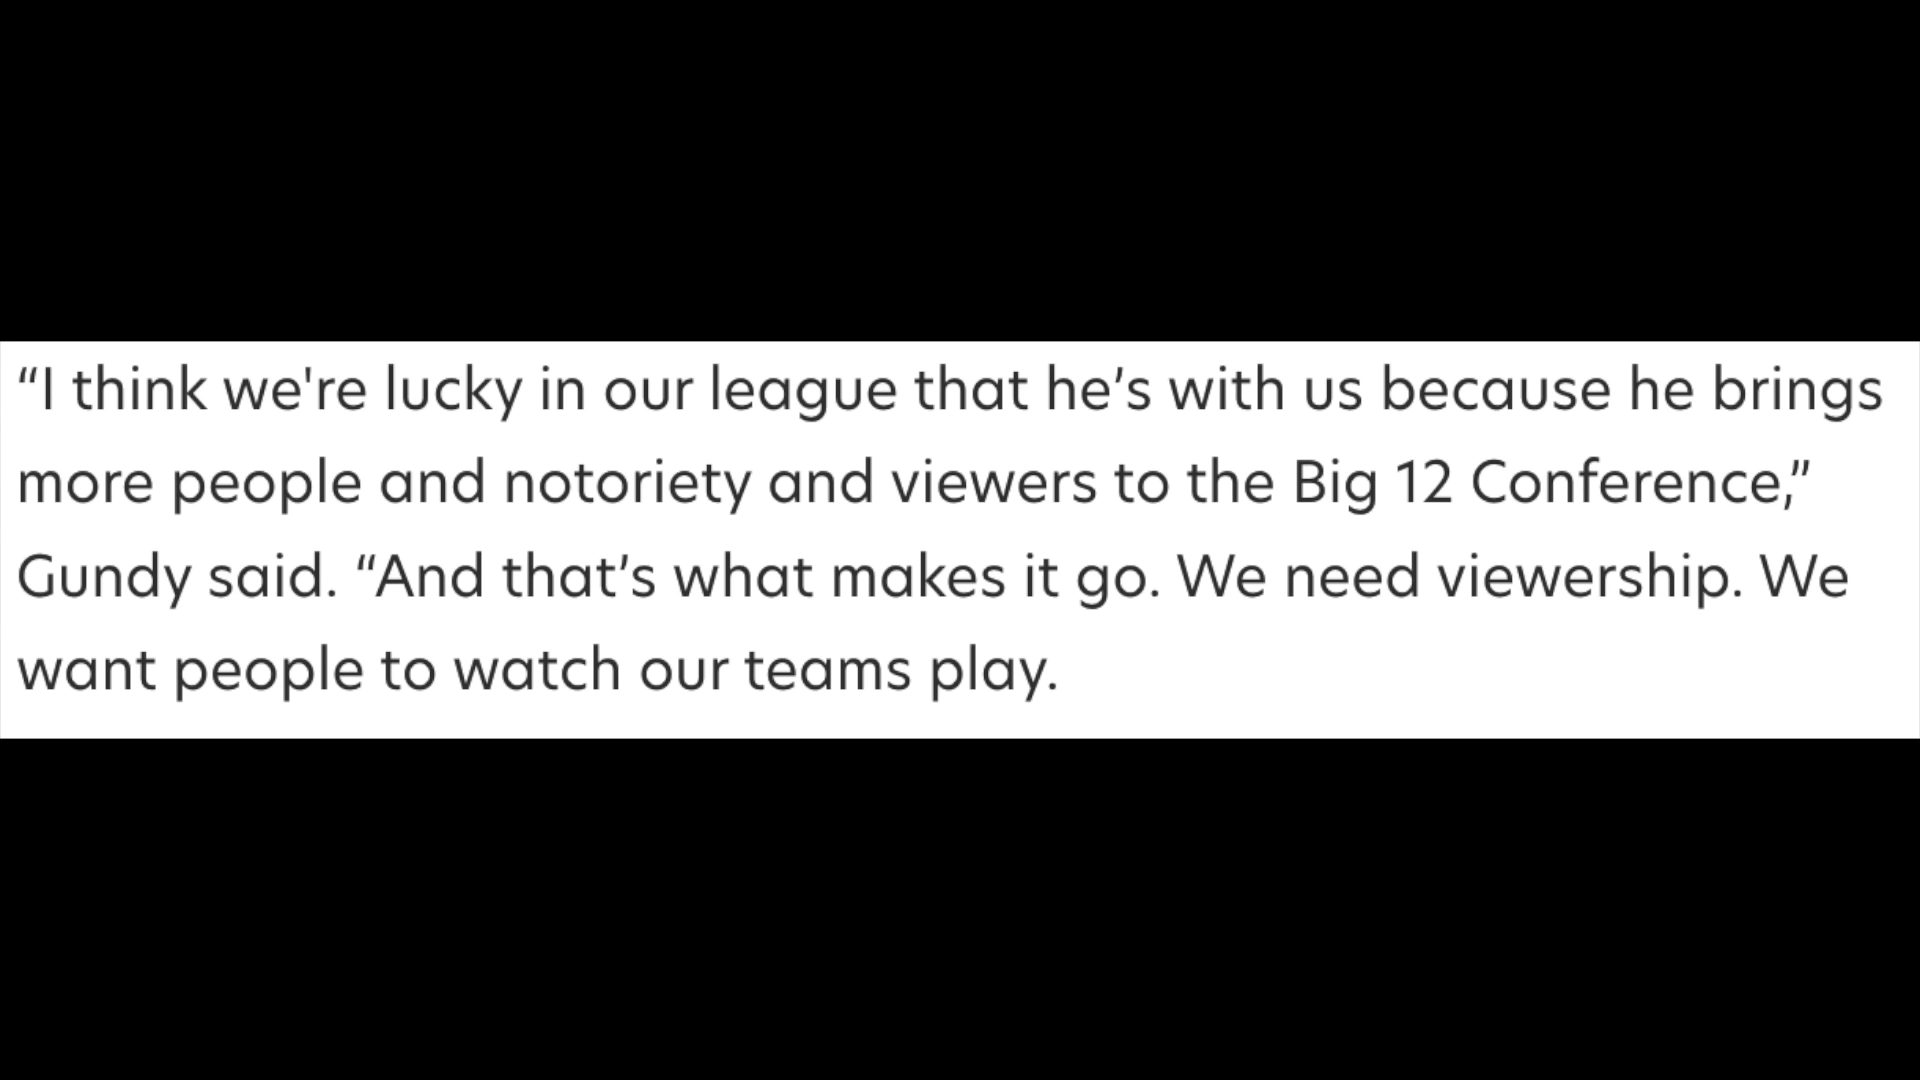 “I think we're lucky in our league that he’s with us because he brings
more people and notoriety and viewers to the Big 12 Conference,”
Gundy said. “And that’s what makes it go. We need viewership. We
want people to watch our teams play.